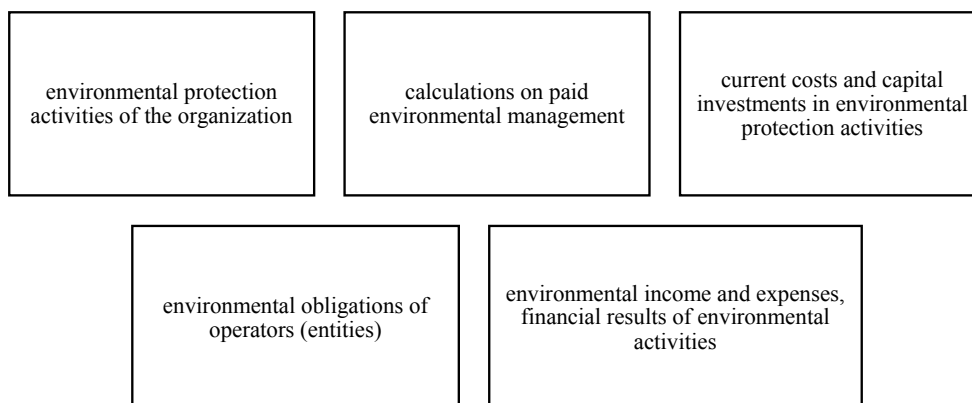 environmental protection
activities of the organization
calculations on paid
environmental management
current costs and capital
investments in environmental
protection activities
environmental obligations of
operators (entities)
environmental income and expenses,
financial results of environmental
activities